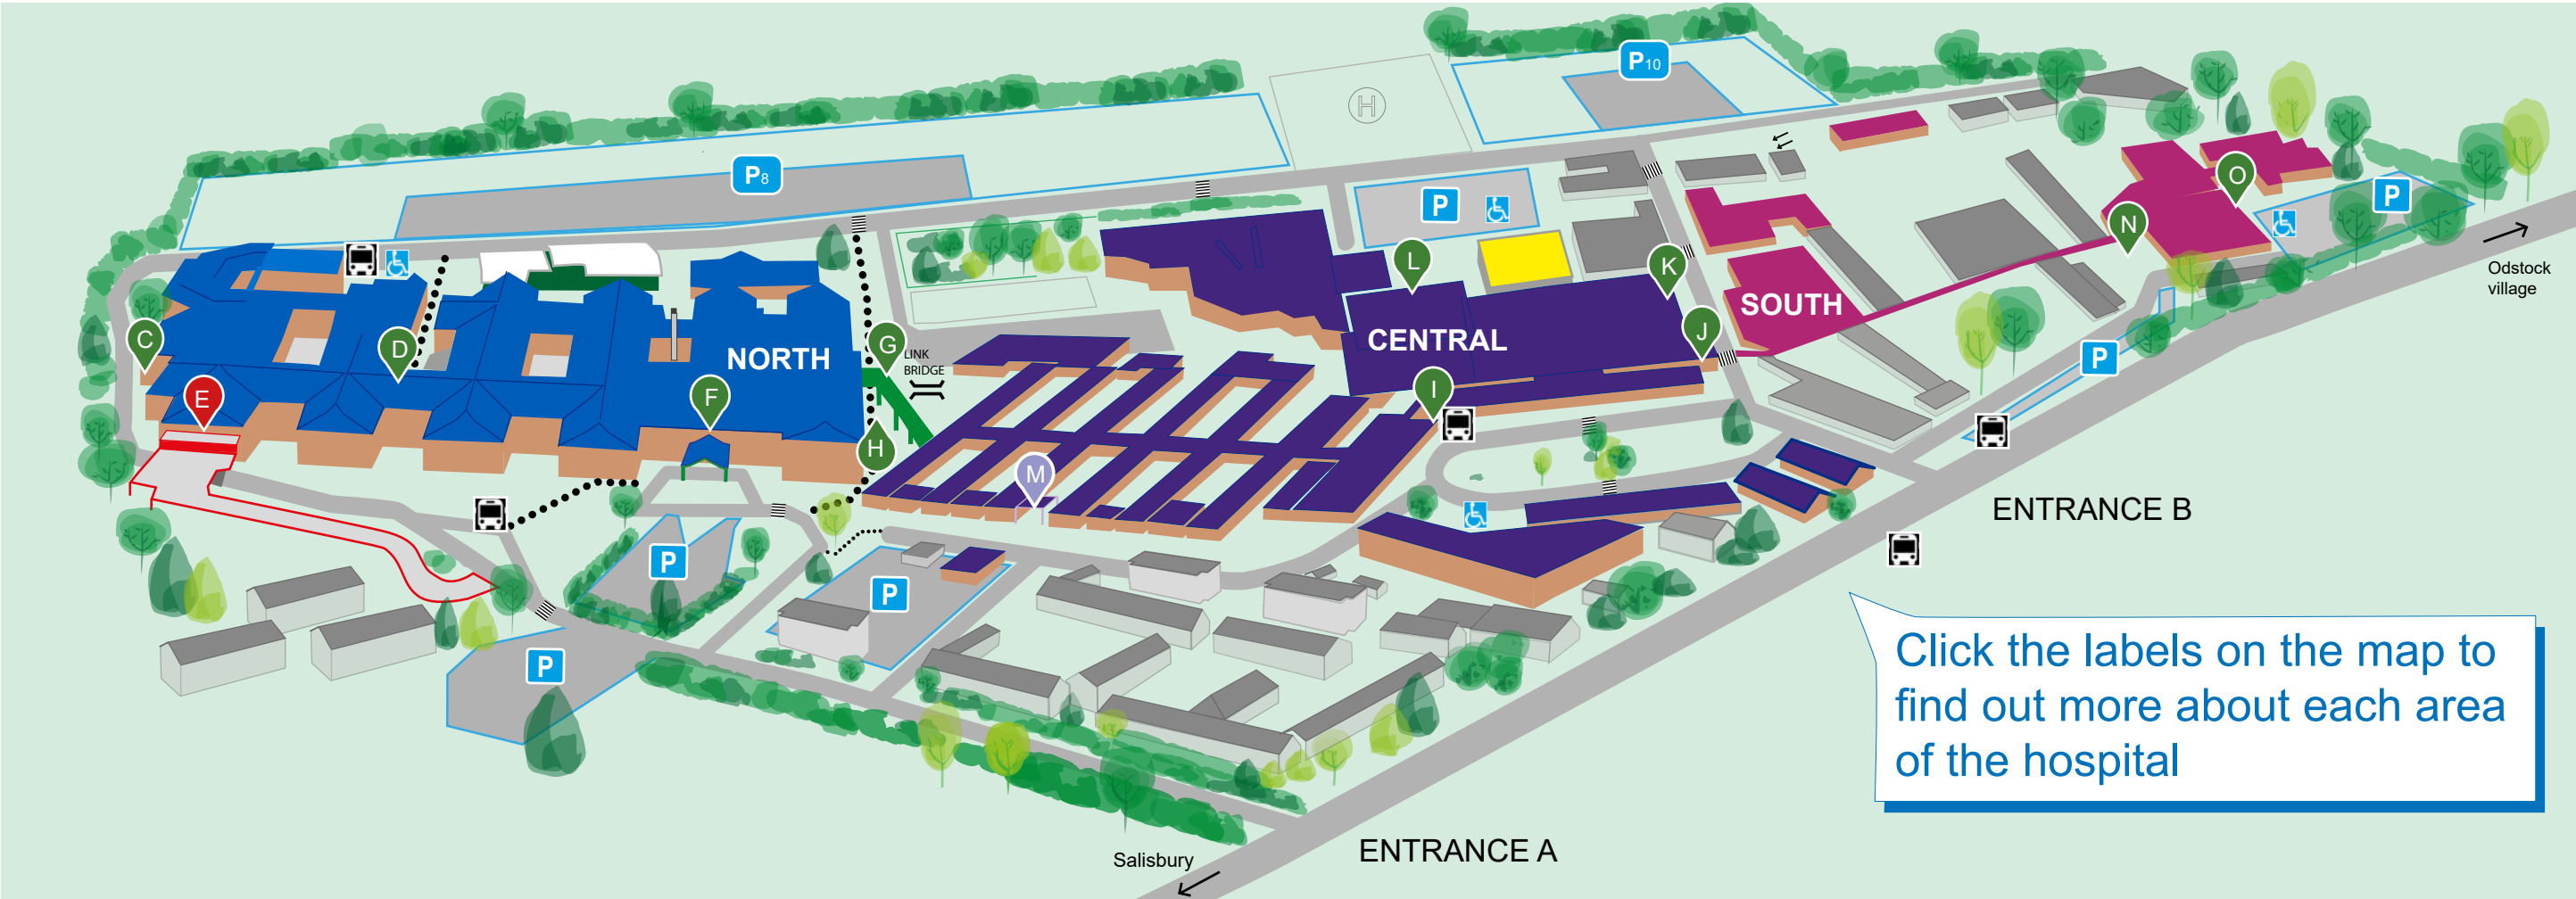 P10
H
P8
P
O
P
N
Odstock
village
L
K
SOUTH
C
D
G
LINK
BRIDGE
NORTH
CENTRAL
J
P
E
F
I
H
M
ENTRANCE B
P
P
P
Click the labels on the map to
find out more about each area
of the hospital
Salisbury
ENTRANCE A